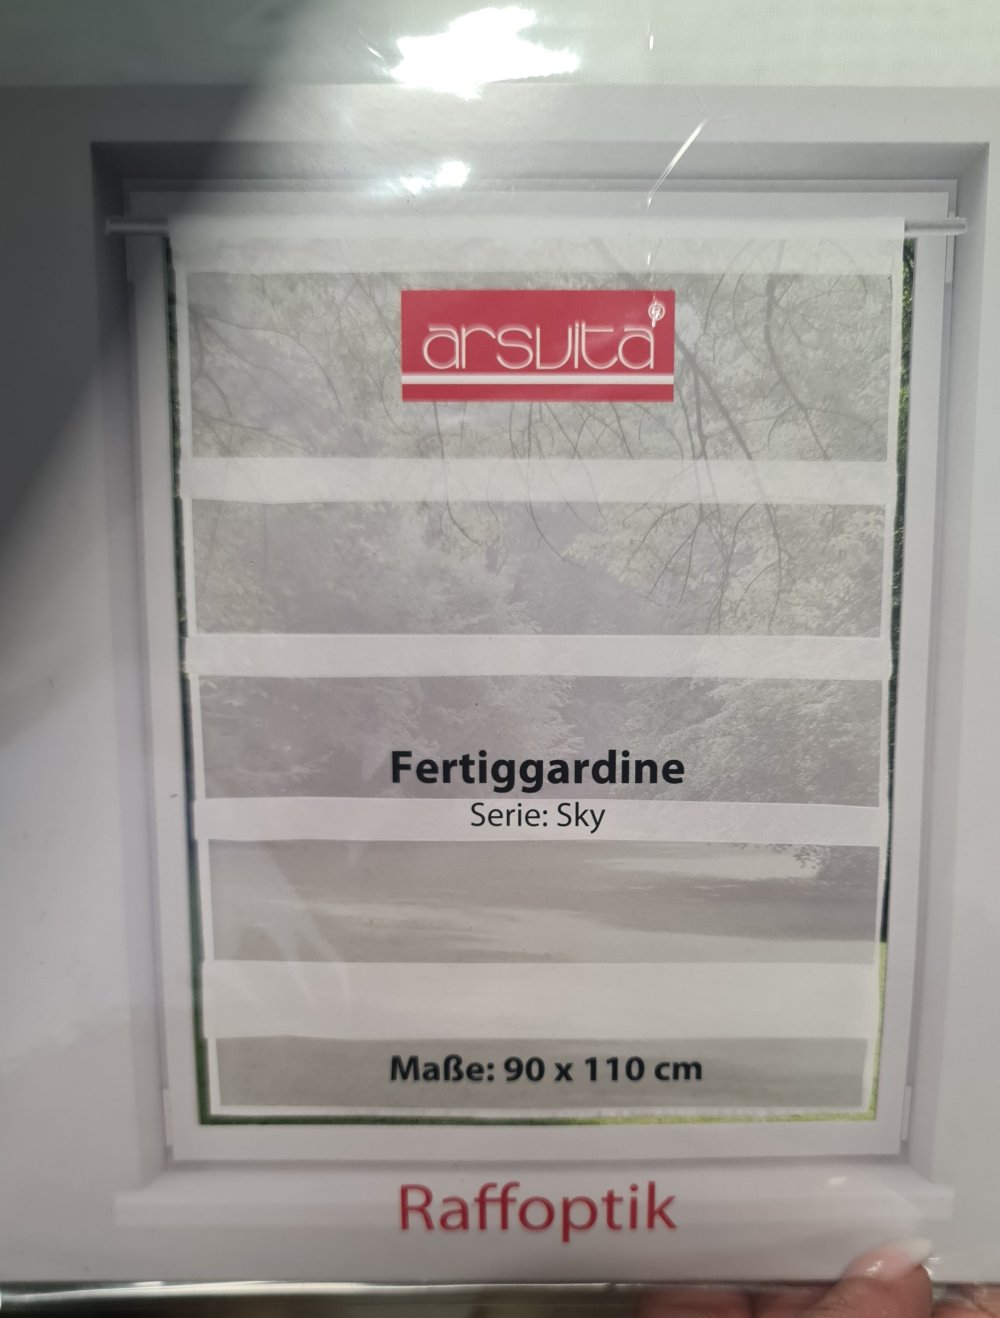 arsvita
Fertiggardine
Serie: Sky
Maße: 90 x 110 cm
Raffoptik